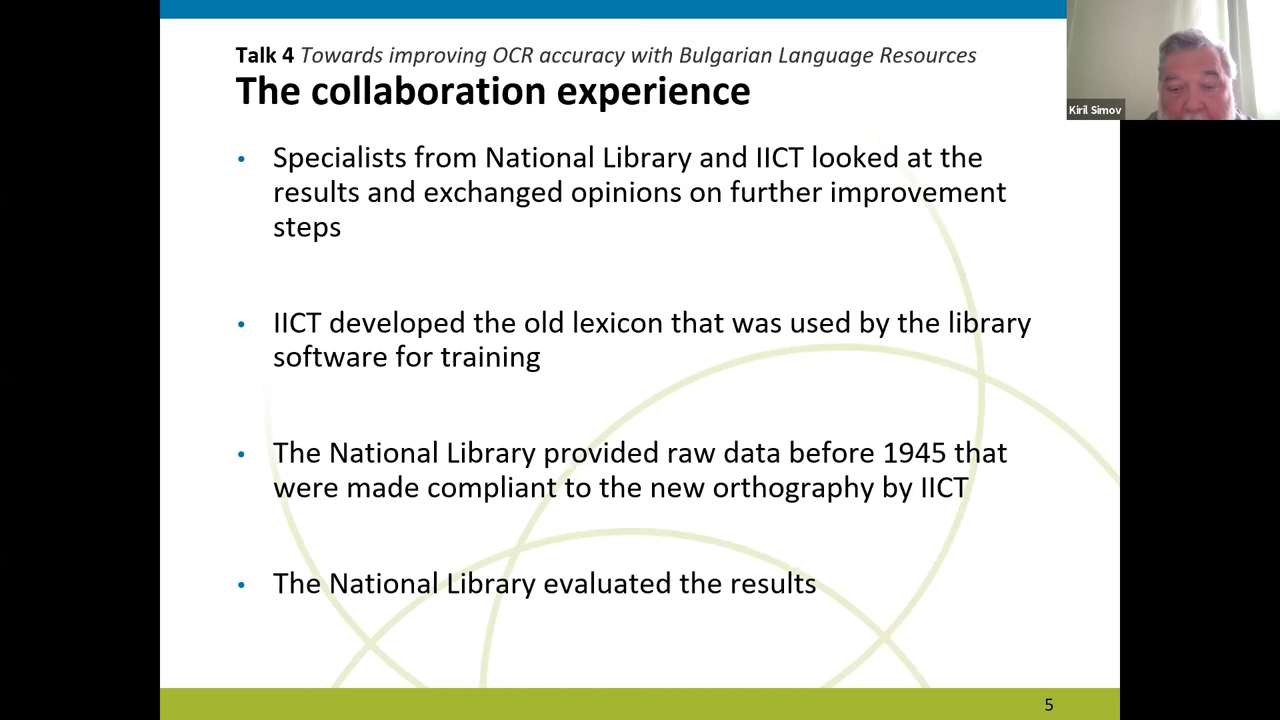 Talk 4 Towards improving OCR accuracy with Bulgarian Language Resources
The collaboration experience
• Specialists from National Library and IICT looked at the
results and exchanged opinions on further improvement
steps
• IICT developed the old lexicon that was used by the library
software for training
• The National Library provided raw data before 1945 that
were made compliant to the new orthography by IICT
• The National Library evaluated the results
5
Kiril Simov